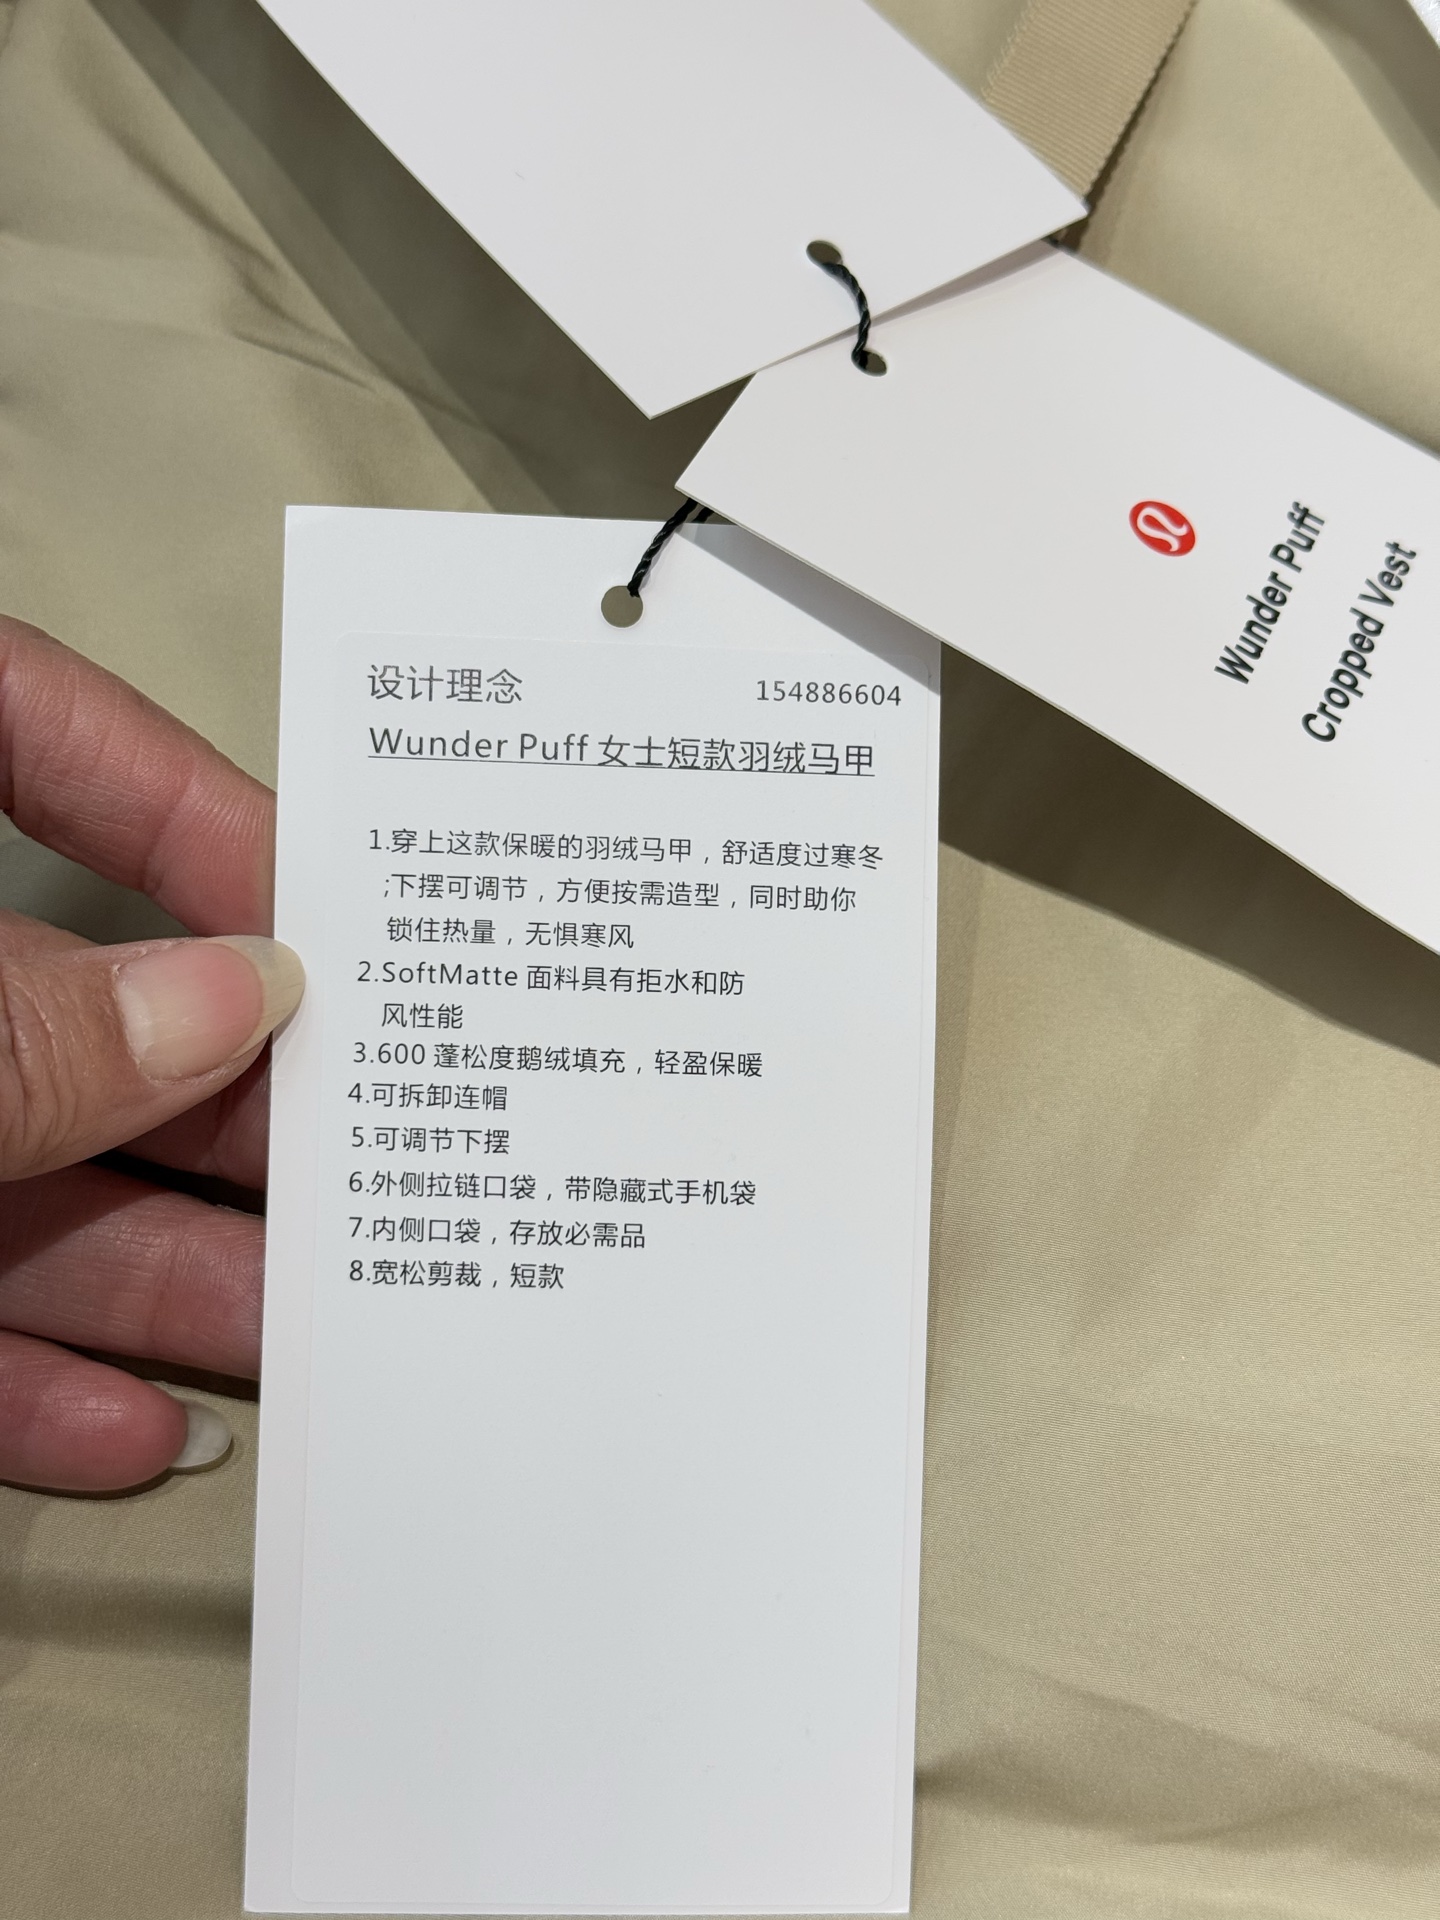 Wunder Puff
Cropped Vest
设计理念 154886604
Wunder Puff 女士短款羽绒马甲
1.穿上这款保暖的羽绒马甲，舒适度过寒冬
;下摆可调节，方便按需造型，同时助你
锁住热量，无惧寒风
2.SoftMatte 面料具有拒水和防
风性能
3.600 蓬松度鹅绒填充，轻盈保暖
4.可拆卸连帽
5.可调节下摆
6.外侧拉链口袋，带隐藏式手机袋
7.内侧口袋，存放必需品
8.宽松剪裁，短款